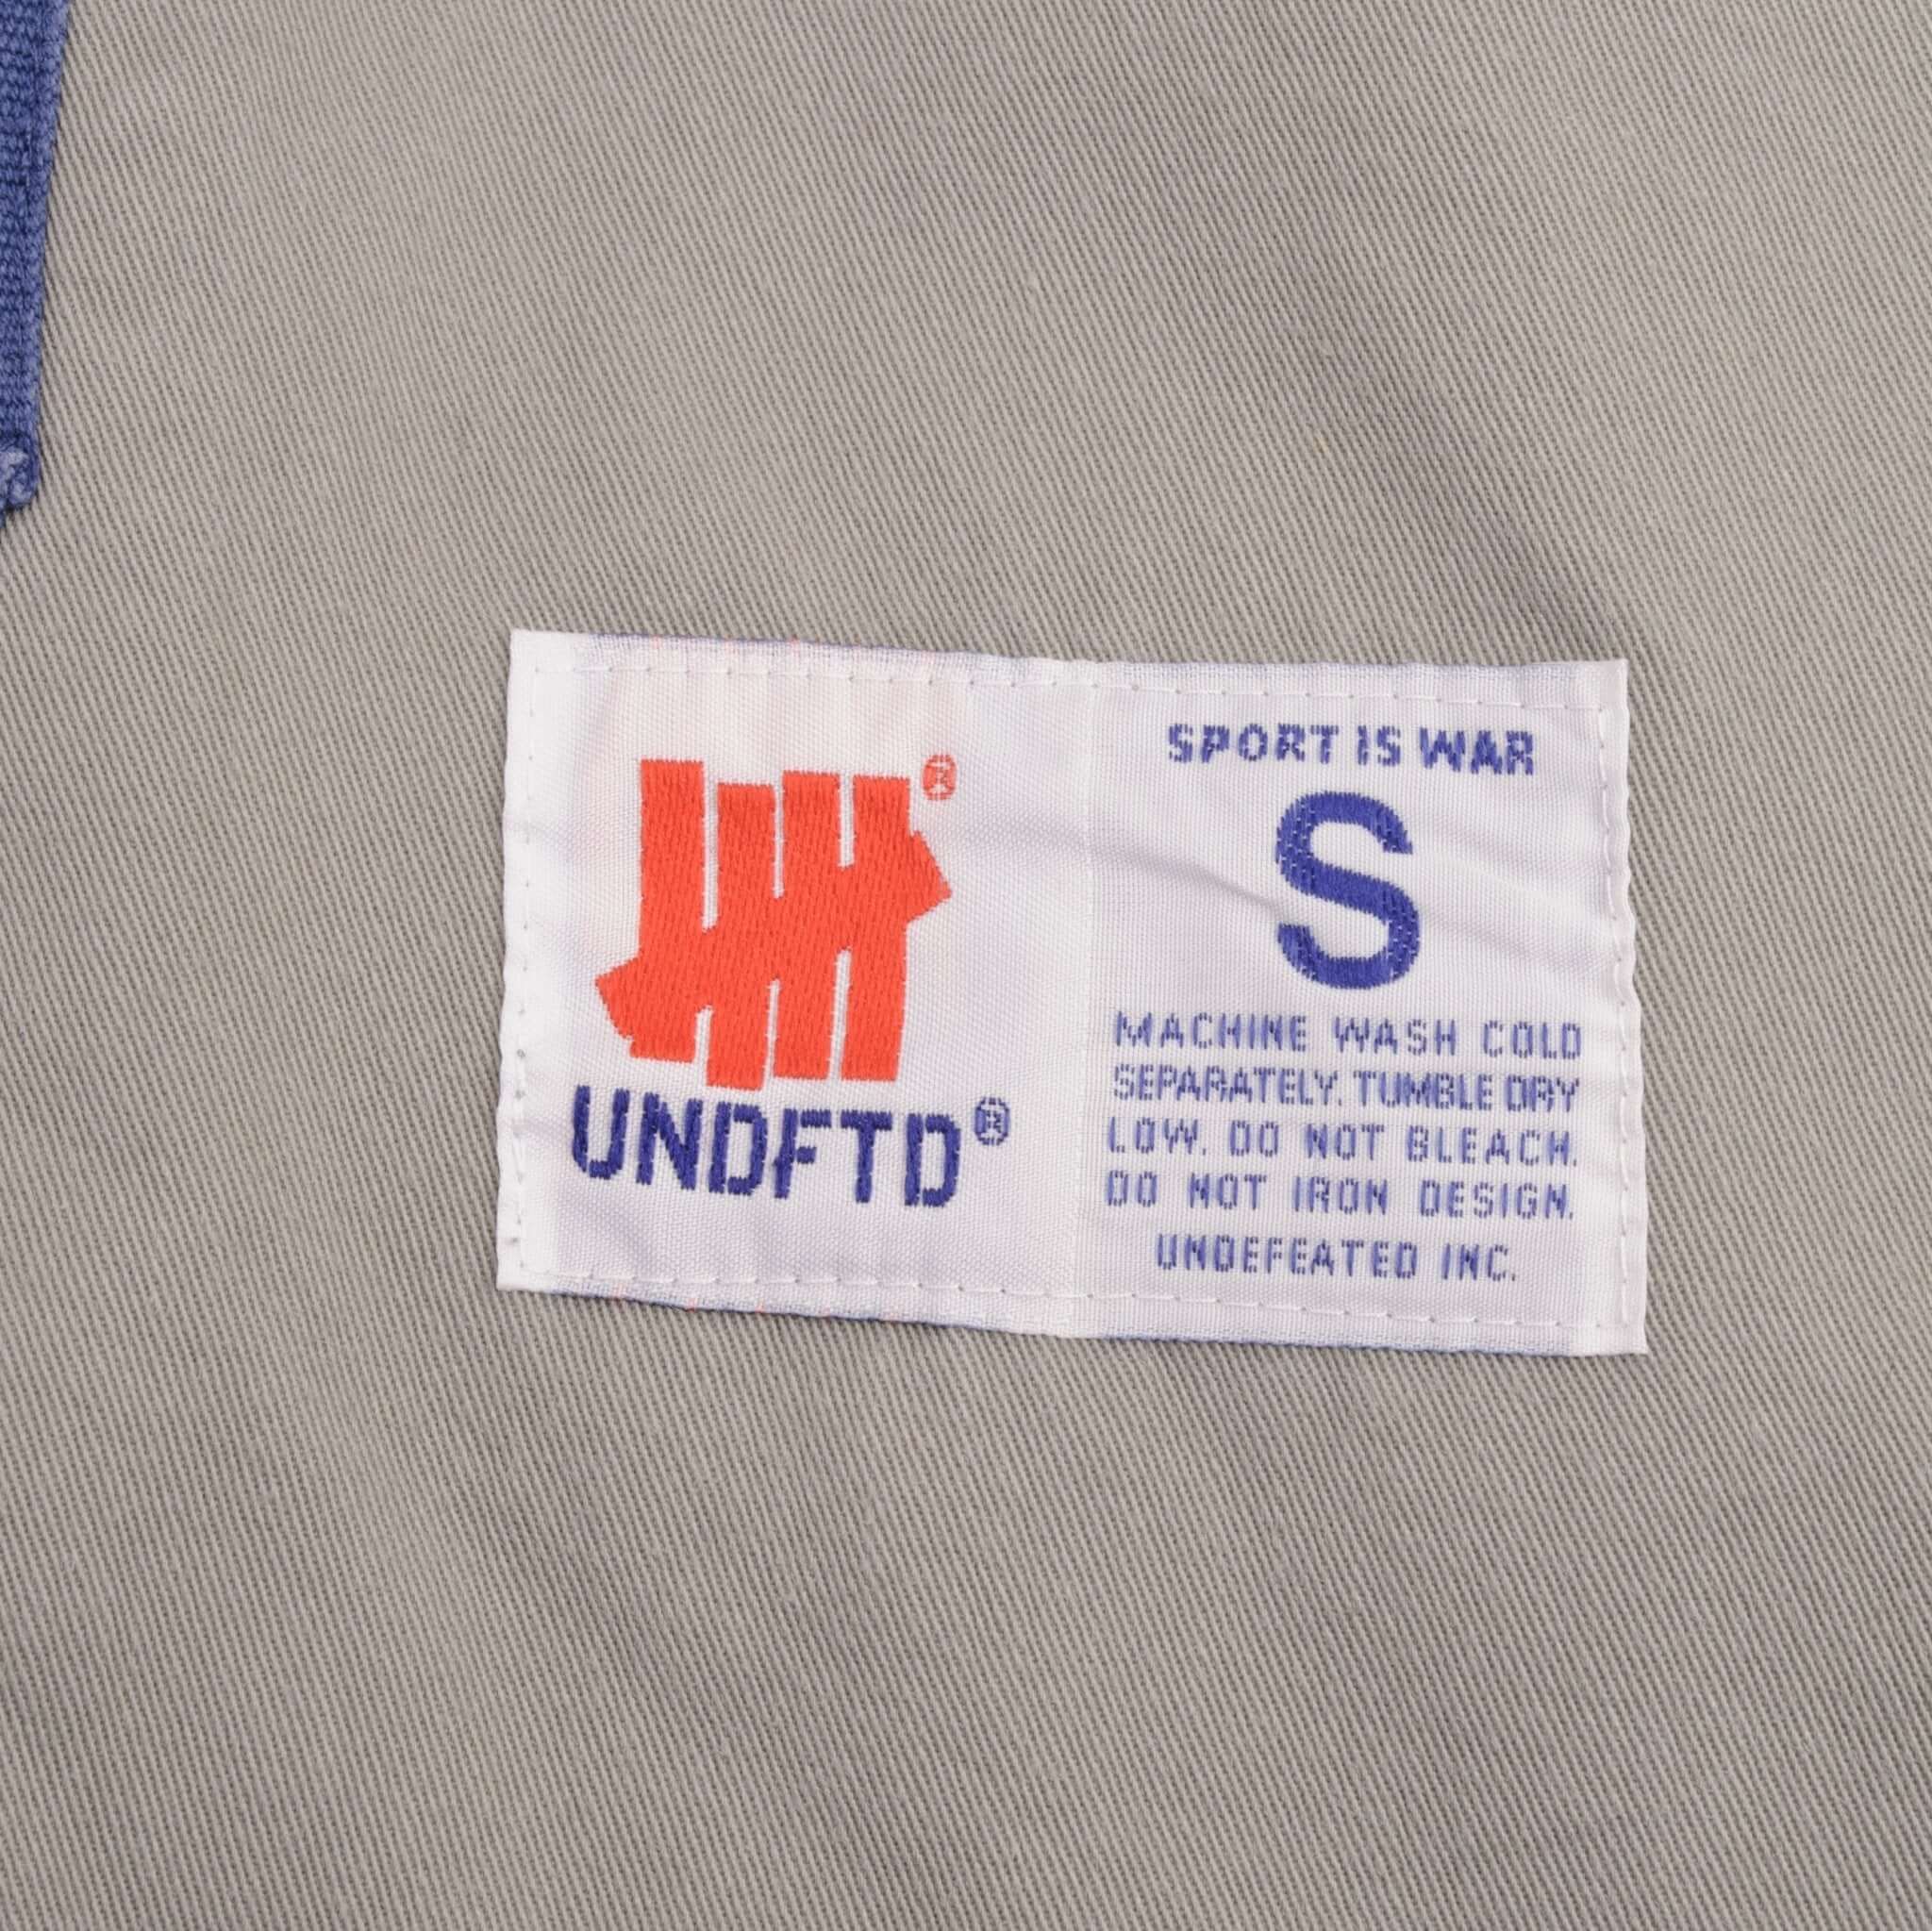 ®
UNDFTD®
SPORT IS WAR
S
MACHINE WASH COLD
SEPARATELY. TUMBLE DRY
LOW. DO NOT BLEACH.
DO NOT IRON DESIGN.
UNDEFEATED INC.